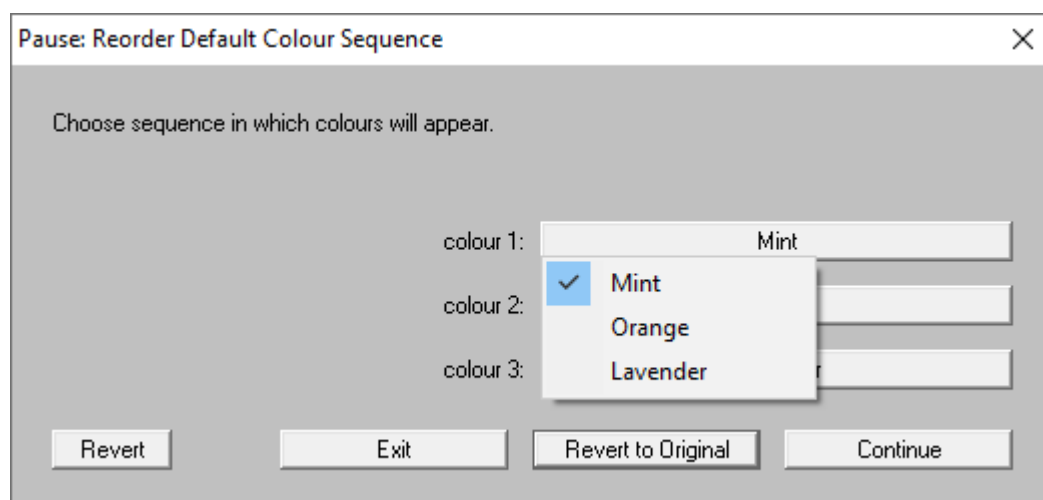 Pause: Reorder Default Colour Sequence
Choose sequence in which colours will appear.
colour 1: Mint
Mint
colour 2:
Orange
colour 3:
Lavender
Revert Exit Revert to Original Continue